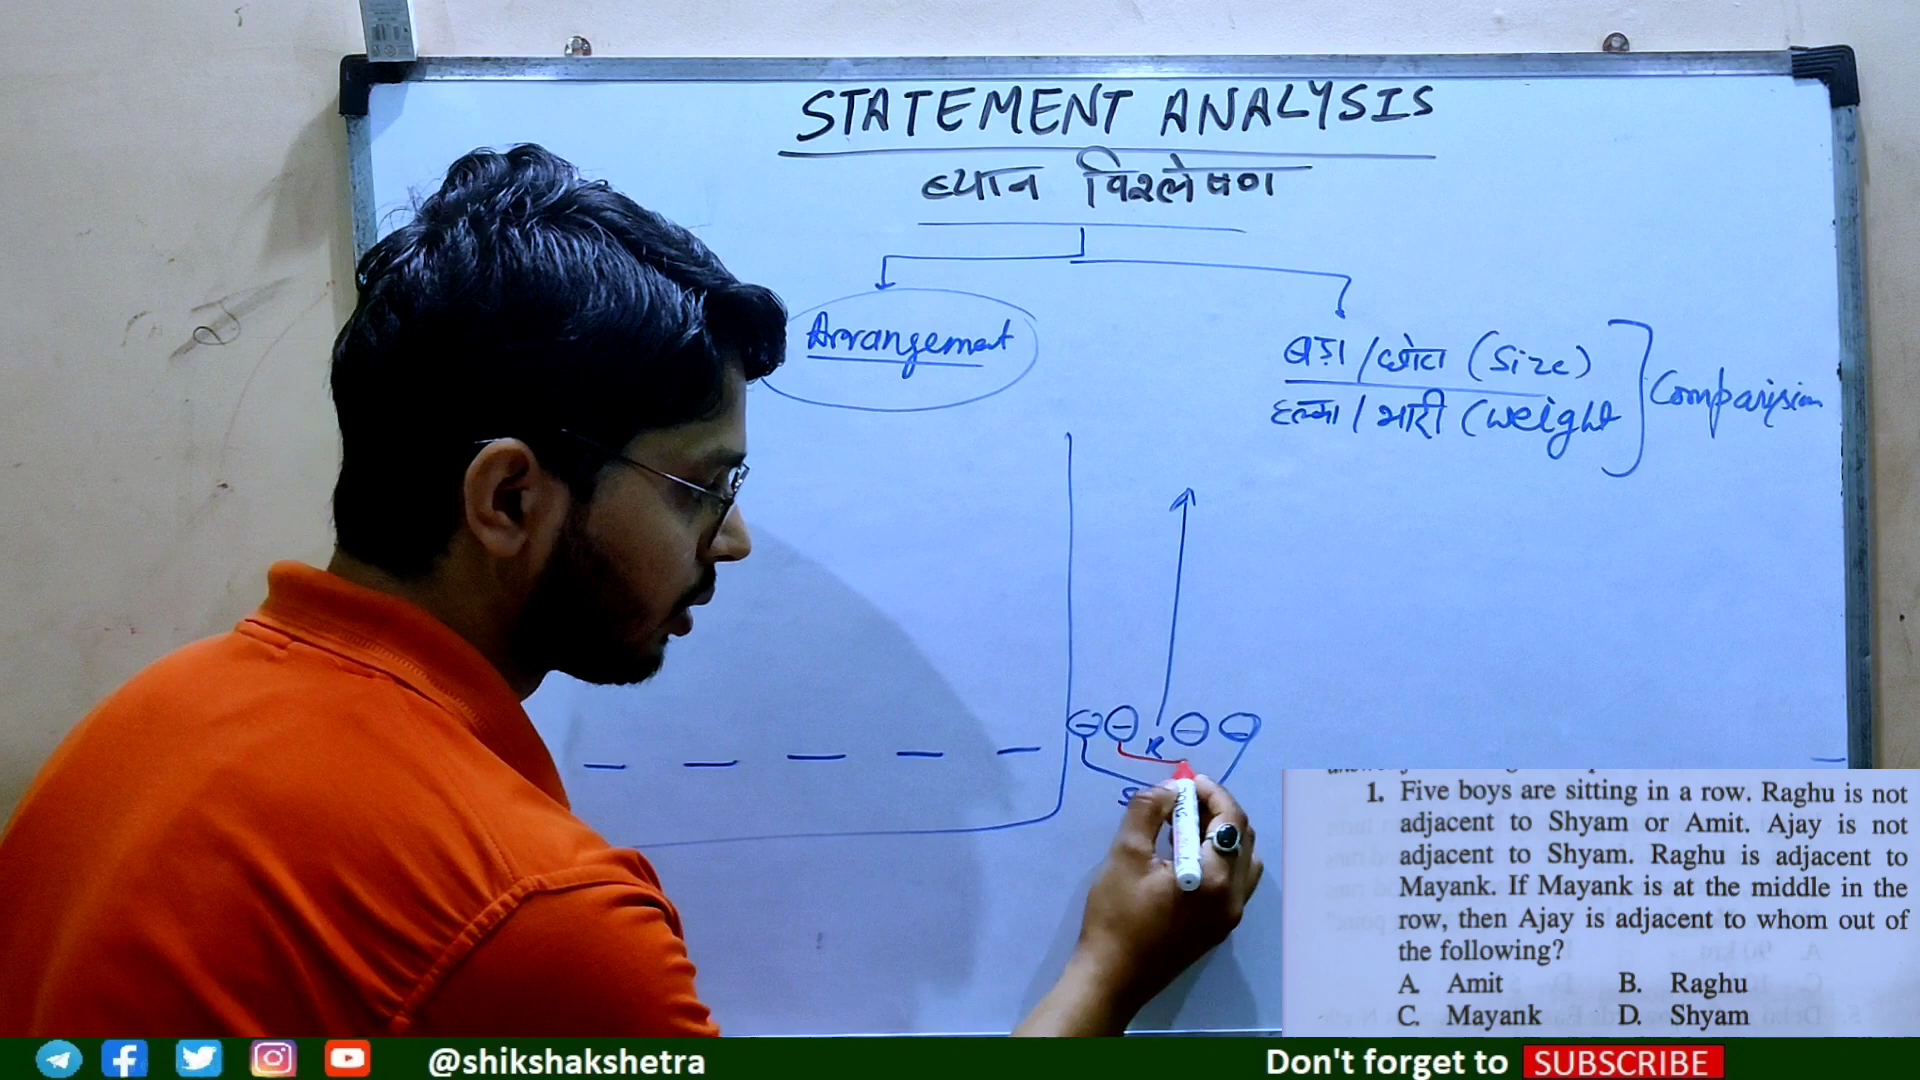 STATEMENT ANALYSIS
ध्यान विश्लेषण
Arrangement
बड़ा / छोटा (Size)
हल्का / भारी (weight
Comparision
R
S
1. Five boys are sitting in a row. Raghu is not
adjacent to Shyam or Amit. Ajay is not
adjacent to Shyam. Raghu is adjacent to
Mayank. If Mayank is at the middle in the
row, then Ajay is adjacent to whom out of
the following?
A. Amit B. Raghu
C. Mayank D. Shyam
@shikshakshetra
Don't forget to SUBSCRIBE